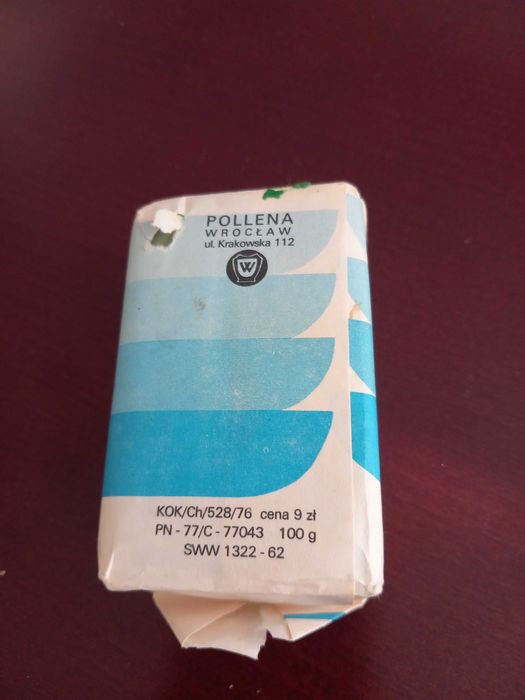 POLLENA
WROCŁAW
ul. Krakowska 112
W
KOK/Ch/528/76 cena 9 zł
PN - 77/C - 77043 100 g
SWW 1322 - 62